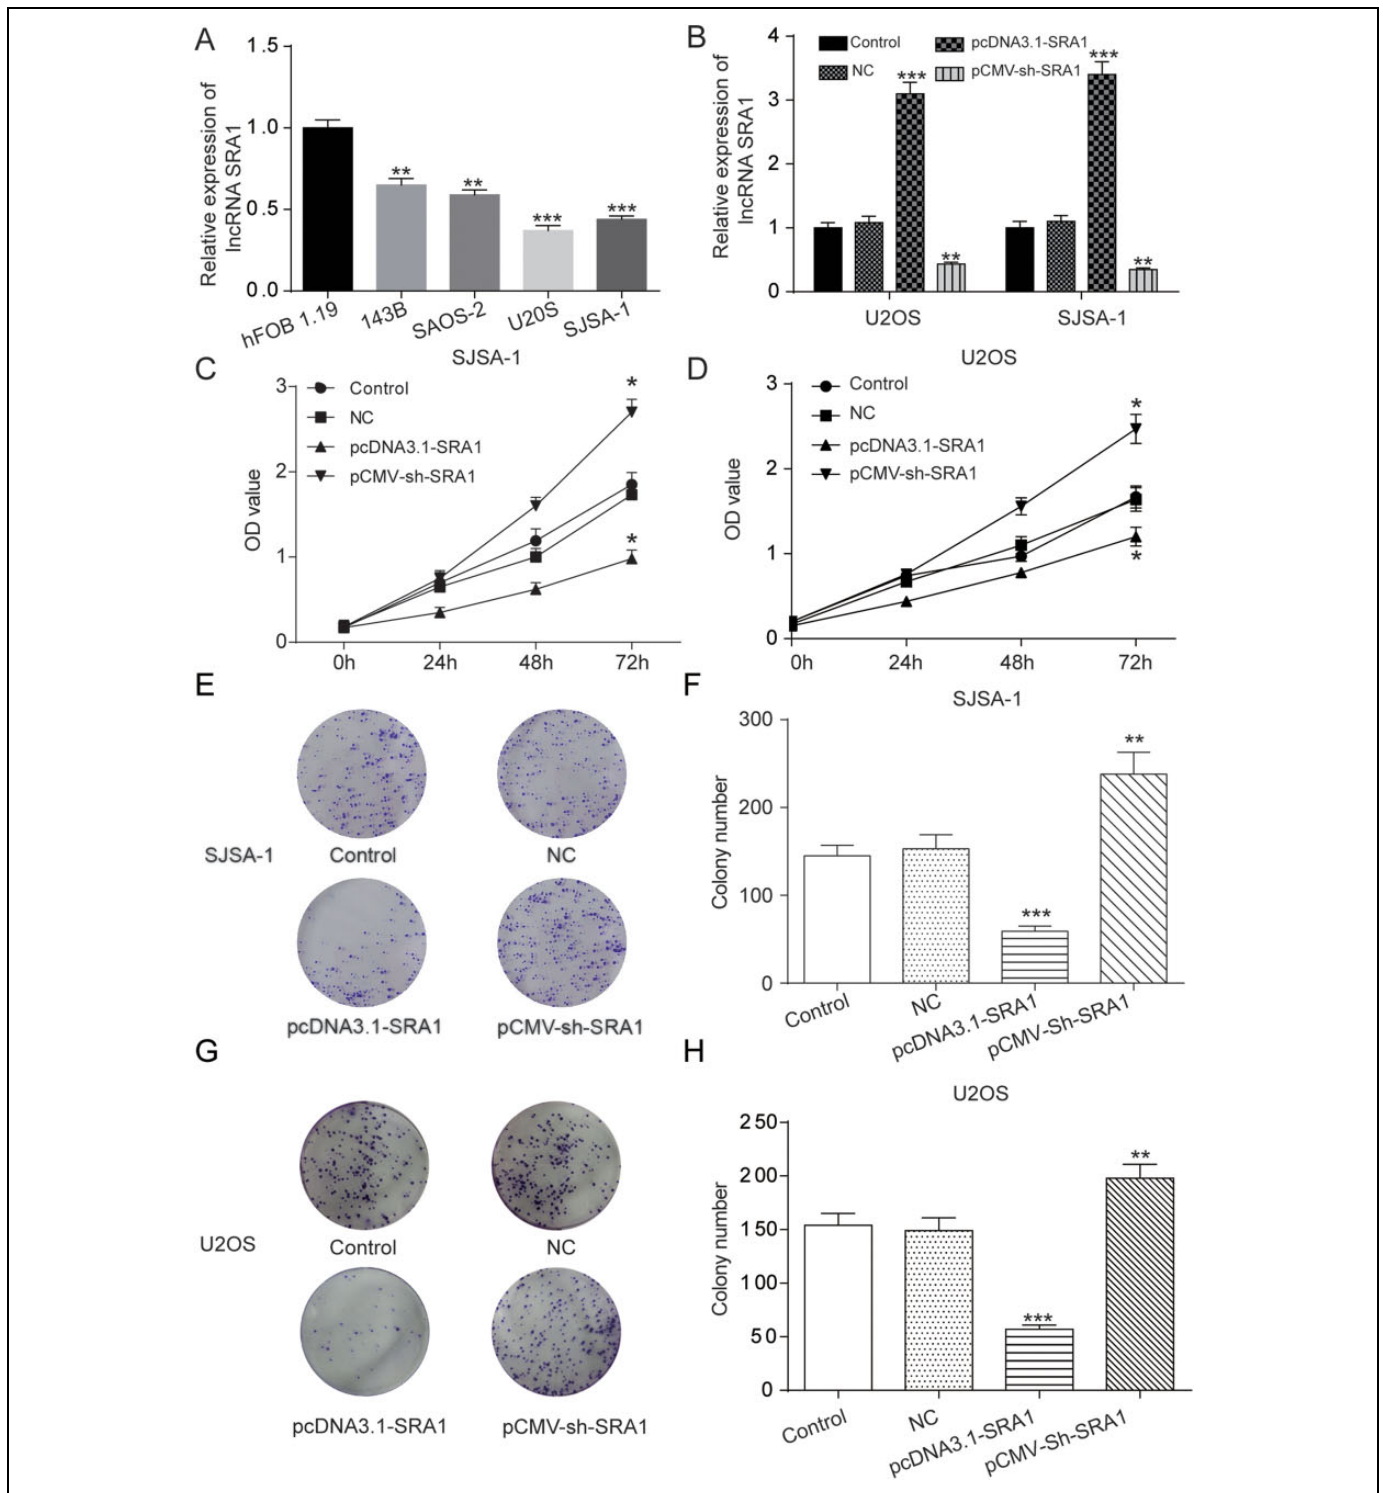 A
Relative expression of
lncRNA SRA1
1.5
1.0
0.5
0.0
**
**
***
***
hFOB 1.19
143B
SAOS-2
U20S
SJSA-1
B
Relative expression of
lncRNA SRA1
4
3
2
1
0
Control
pcDNA3.1-SRA1
NC
pCMV-sh-SRA1
***
**
***
**
U2OS
SJSA-1
C
SJSA-1
OD value
3
2
1
0
Control
NC
pcDNA3.1-SRA1
pCMV-sh-SRA1
*
*
0h
24h
48h
72h
D
U2OS
OD value
3
2
1
0
Control
NC
pcDNA3.1-SRA1
pCMV-sh-SRA1
*
*
0h
24h
48h
72h
E
SJSA-1
Control
NC
pcDNA3.1-SRA1
pCMV-sh-SRA1
F
SJSA-1
Colony number
300
200
100
0
***
**
Control
NC
pcDNA3.1-SRA1
pCMV-Sh-SRA1
G
U2OS
Control
NC
pcDNA3.1-SRA1
pCMV-sh-SRA1
H
U2OS
Colony number
250
200
150
100
50
0
***
**
Control
NC
pcDNA3.1-SRA1
pCMV-Sh-SRA1